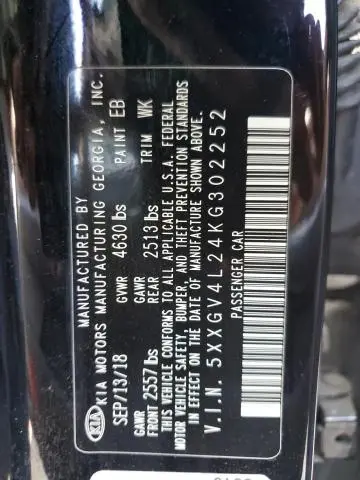 KIA
MANUFACTURED BY
KIA MOTORS MANUFACTURING GEORGIA, INC.
SEP/13/18 GVWR 4630 lbs PAINT EB
GAWR FRONT 2557 lbs GAWR REAR 2513 lbs TRIM WK
THIS VEHICLE CONFORMS TO ALL APPLICABLE U.S.A. FEDERAL
MOTOR VEHICLE SAFETY, BUMPER, AND THEFT PREVENTION STANDARDS
IN EFFECT ON THE DATE OF MANUFACTURE SHOWN ABOVE.
V.I.N. 5XXGV4L24KG302252
PASSENGER CAR